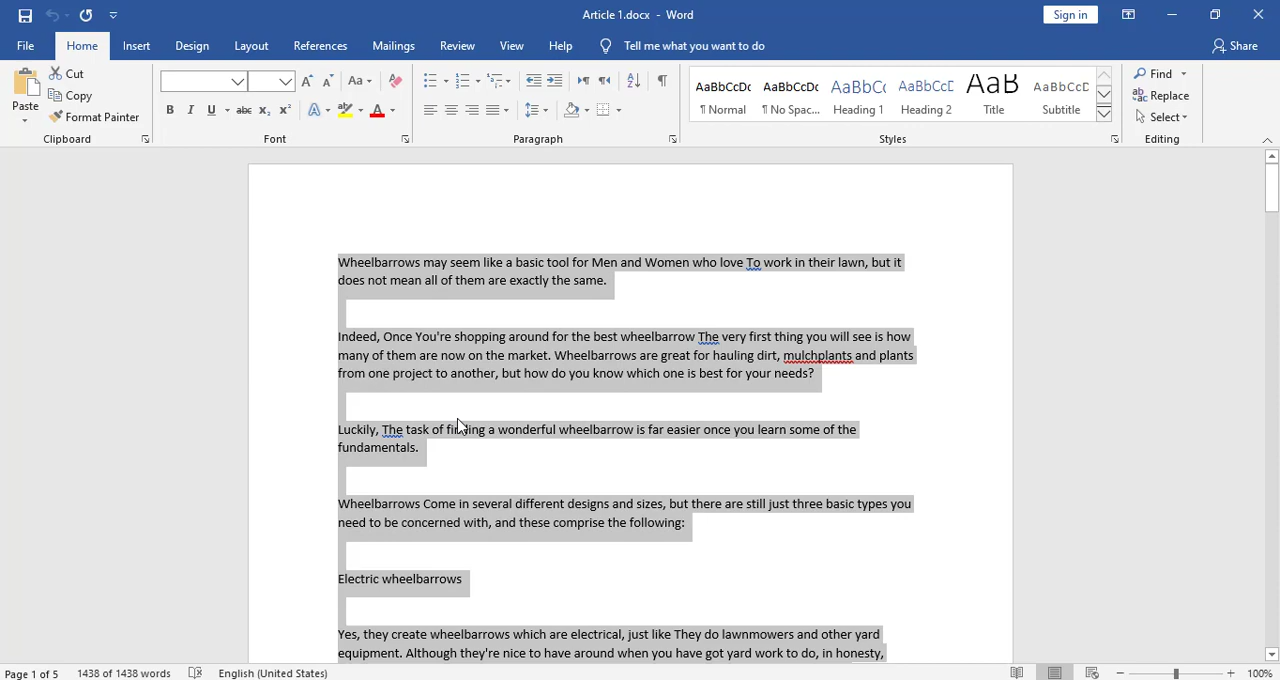 Article 1.docx - Word
Sign in
File Home Insert Design Layout References Mailings Review View Help Tell me what you want to do Share
Paste
Cut
Copy
Format Painter
Clipboard
Aa
B I U abc x₂ x² A A
Font
Paragraph
AaBbCcDc AaBbCcDc AaBbC AaBbCcD AaB AaBbCcD
¶ Normal ¶ No Spac... Heading 1 Heading 2 Title Subtitle
Styles
Find
Replace
Select
Editing
Wheelbarrows may seem like a basic tool for Men and Women who love To work in their lawn, but it
does not mean all of them are exactly the same.
Indeed, Once You're shopping around for the best wheelbarrow The very first thing you will see is how
many of them are now on the market. Wheelbarrows are great for hauling dirt, mulchplants and plants
from one project to another, but how do you know which one is best for your needs?
Luckily, The task of finding a wonderful wheelbarrow is far easier once you learn some of the
fundamentals.
Wheelbarrows Come in several different designs and sizes, but there are still just three basic types you
need to be concerned with, and these comprise the following:
Electric wheelbarrows
Yes, they create wheelbarrows which are electrical, just like They do lawnmowers and other yard
equipment. Although they're nice to have around when you have got yard work to do, in honesty,
Page 1 of 5 1438 of 1438 words English (United States) 100%